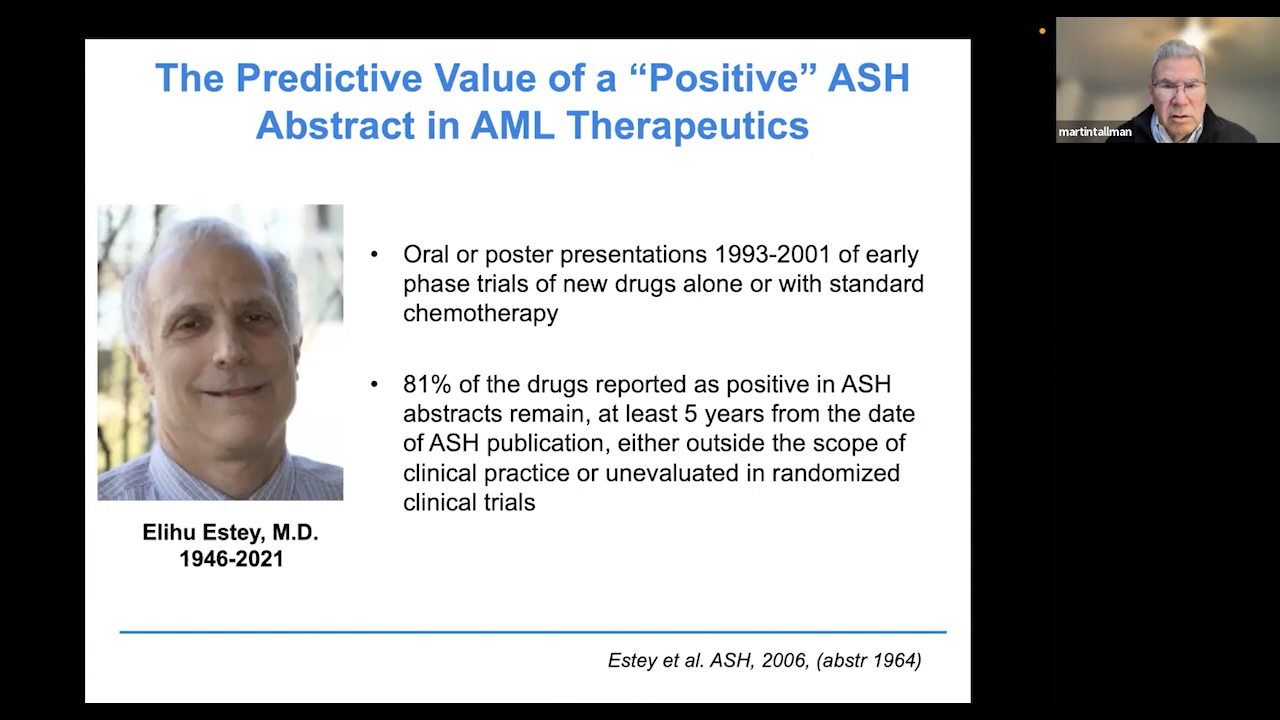 The Predictive Value of a “Positive” ASH
Abstract in AML Therapeutics
martintallman
• Oral or poster presentations 1993-2001 of early
phase trials of new drugs alone or with standard
chemotherapy
• 81% of the drugs reported as positive in ASH
abstracts remain, at least 5 years from the date
of ASH publication, either outside the scope of
clinical practice or unevaluated in randomized
clinical trials
Elihu Estey, M.D.
1946-2021
Estey et al. ASH, 2006, (abstr 1964)